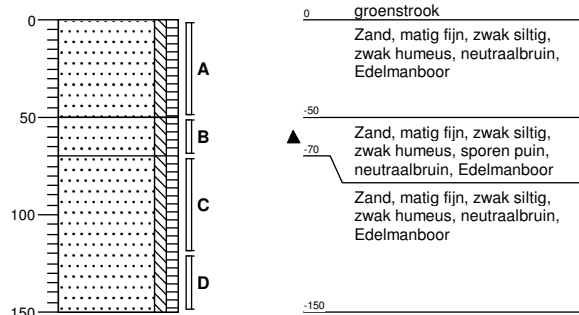 0
50
100
150
A
B
C
D
0
groenstrook
Zand, matig fijn, zwak siltig,
zwak humeus, neutraalbruin,
Edelmanboor
-50
Zand, matig fijn, zwak siltig,
zwak humeus, sporen puin,
neutraalbruin, Edelmanboor
-70
Zand, matig fijn, zwak siltig,
zwak humeus, neutraalbruin,
Edelmanboor
-150